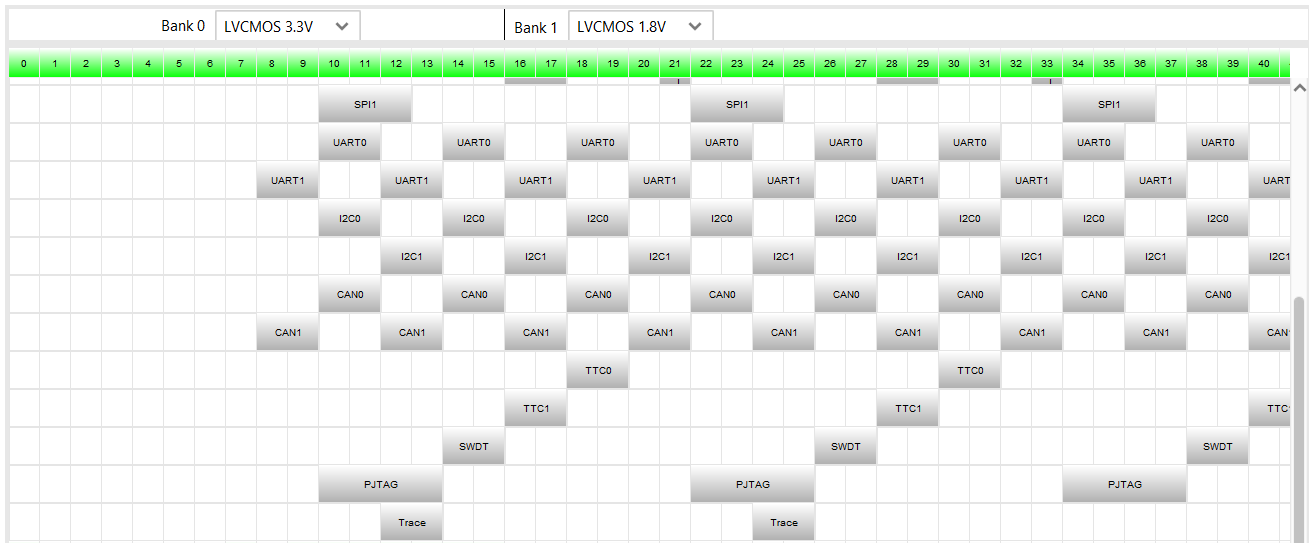 Bank 0 LVCMOS 3.3V Bank 1 LVCMOS 1.8V
0 1 2 3 4 5 6 7 8 9 10 11 12 13 14 15 16 17 18 19 20 21 22 23 24 25 26 27 28 29 30 31 32 33 34 35 36 37 38 39 40
SPI1 SPI1 SPI1
UART0 UART0 UART0 UART0 UART0 UART0 UART0 UART0
UART1 UART1 UART1 UART1 UART1 UART1 UART1 UART1 UART
I2C0 I2C0 I2C0 I2C0 I2C0 I2C0 I2C0 I2C0
I2C1 I2C1 I2C1 I2C1 I2C1 I2C1 I2C1 I2C1
CAN0 CAN0 CAN0 CAN0 CAN0 CAN0 CAN0 CAN0
CAN1 CAN1 CAN1 CAN1 CAN1 CAN1 CAN1 CAN1 CAN
TTC0 TTC0
TTC1 TTC1 TTC
SWDT SWDT SWDT
PJTAG PJTAG PJTAG
Trace Trace